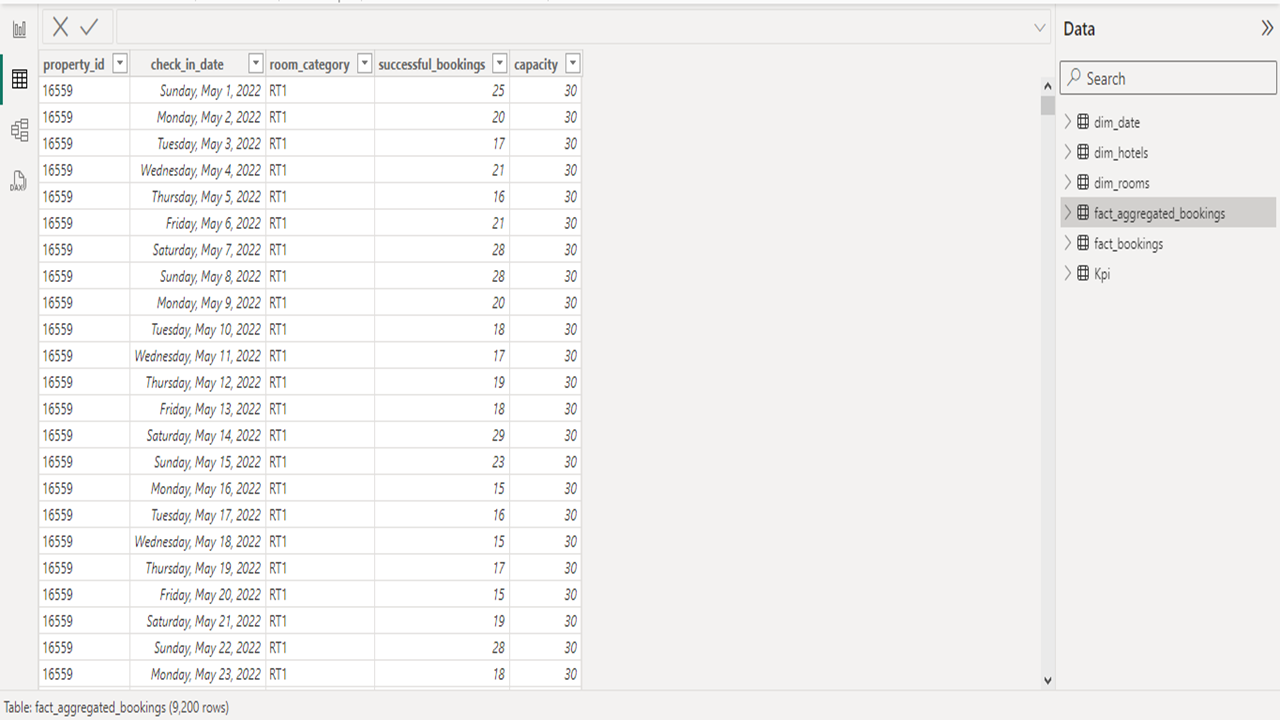 Data
property_id check_in_date room_category successful_bookings capacity
Search
16559 Sunday, May 1, 2022 RT1 25 30
16559 Monday, May 2, 2022 RT1 20 30
dim_date
16559 Tuesday, May 3, 2022 RT1 17 30
dim_hotels
16559 Wednesday, May 4, 2022 RT1 21 30
dim_rooms
16559 Thursday, May 5, 2022 RT1 16 30
fact_aggregated_bookings
16559 Friday, May 6, 2022 RT1 21 30
fact_bookings
16559 Saturday, May 7, 2022 RT1 28 30
Kpi
16559 Sunday, May 8, 2022 RT1 28 30
16559 Monday, May 9, 2022 RT1 20 30
16559 Tuesday, May 10, 2022 RT1 18 30
16559 Wednesday, May 11, 2022 RT1 17 30
16559 Thursday, May 12, 2022 RT1 19 30
16559 Friday, May 13, 2022 RT1 18 30
16559 Saturday, May 14, 2022 RT1 29 30
16559 Sunday, May 15, 2022 RT1 23 30
16559 Monday, May 16, 2022 RT1 15 30
16559 Tuesday, May 17, 2022 RT1 16 30
16559 Wednesday, May 18, 2022 RT1 15 30
16559 Thursday, May 19, 2022 RT1 17 30
16559 Friday, May 20, 2022 RT1 15 30
16559 Saturday, May 21, 2022 RT1 19 30
16559 Sunday, May 22, 2022 RT1 28 30
16559 Monday, May 23, 2022 RT1 18 30
Table: fact_aggregated_bookings (9,200 rows)